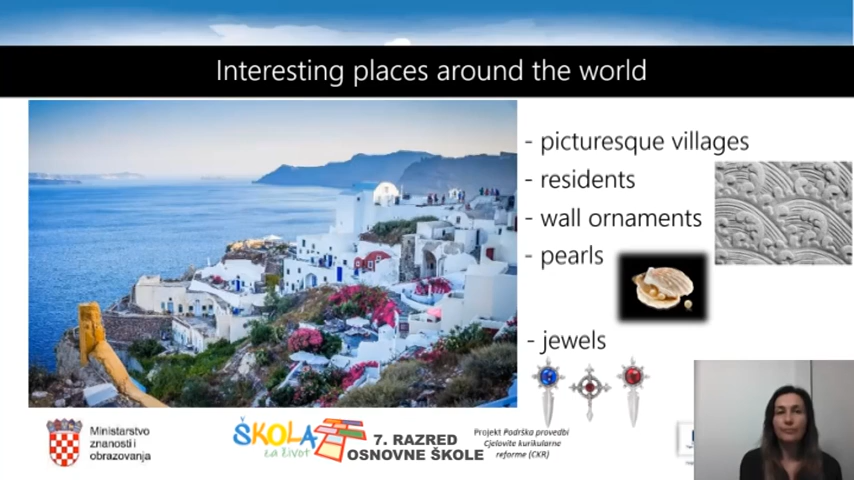 Interesting places around the world
- picturesque villages
- residents
- wall ornaments
- pearls
- jewels
Ministarstvo
znanosti i
obrazovanja
ŠKOLA
za život
7. RAZRED
OSNOVNE ŠKOLE
Projekt Podrška provedbi
Cjelovite kurikularne
reforme (CKR)